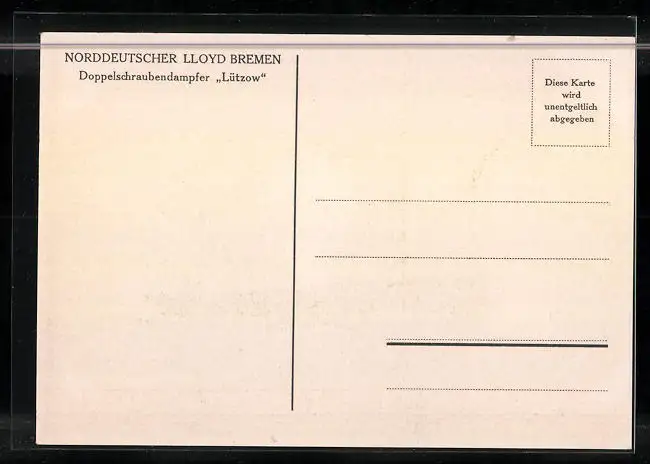 NORDDEUTSCHER LLOYD BREMEN
Doppelschraubendampfer „Lützow“
Diese Karte
wird
unentgeltlich
abgegeben